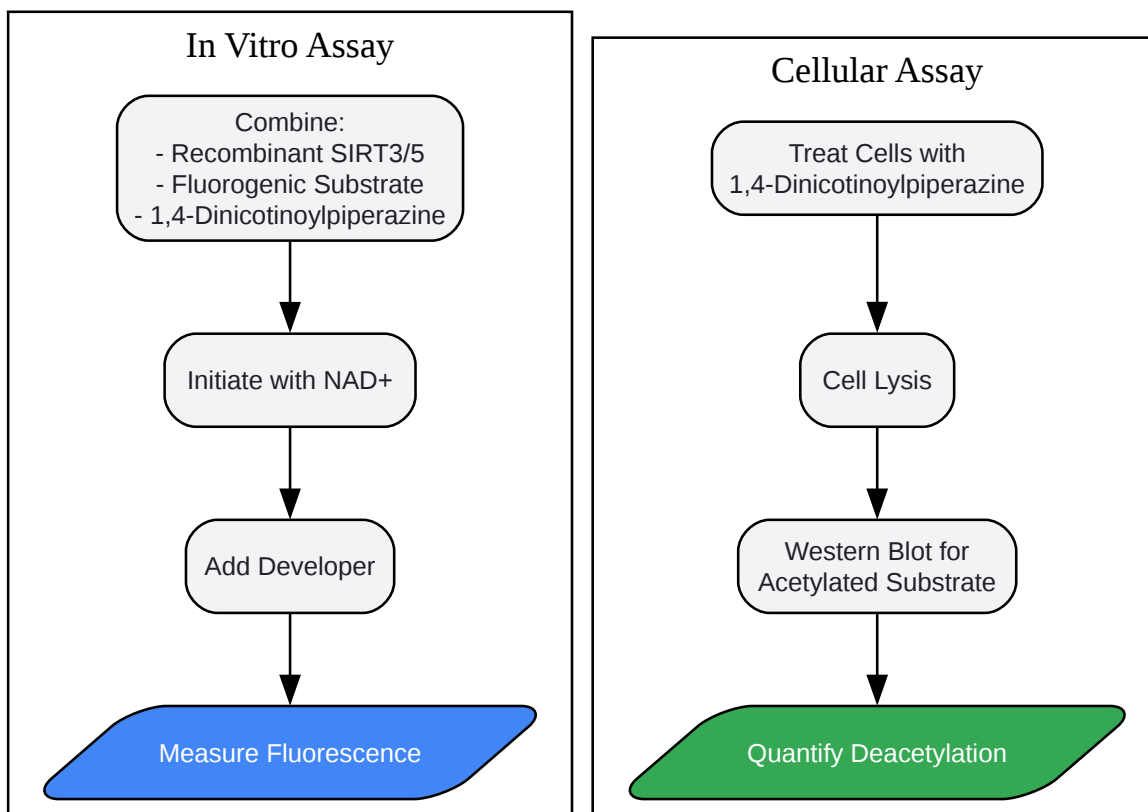 In Vitro Assay
Combine:
- Recombinant SIRT3/5
- Fluorogenic Substrate
- 1,4-Dinicotinoylpiperazine
Initiate with NAD+
Add Developer
Measure Fluorescence
Cellular Assay
Treat Cells with
1,4-Dinicotinoylpiperazine
Cell Lysis
Western Blot for
Acetylated Substrate
Quantify Deacetylation